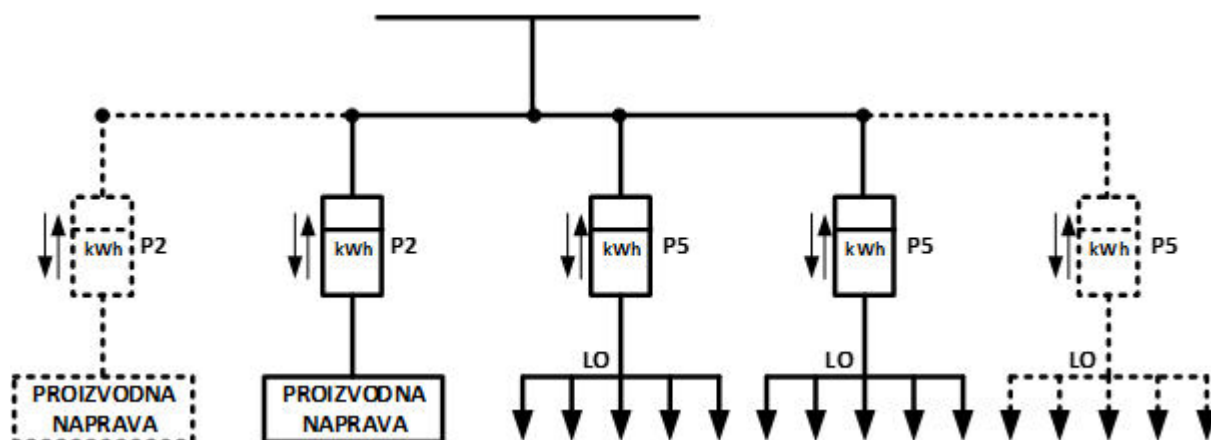 kWh P2
kWh P2
kWh P5
kWh P5
kWh P5
LO
LO
LO
PROIZVODNA
NAPRAVA
PROIZVODNA
NAPRAVA